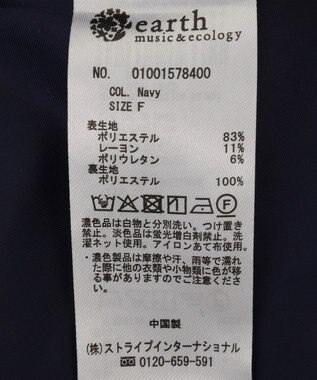 earth
music & ecology
NO. 01001578400
COL. Navy
SIZE F
表生地
ポリエステル 83%
レーヨン 11%
ポリウレタン 6%
裏生地
ポリエステル 100%
濃色品は白物と分別洗い。つけ置き
禁止。淡色品は蛍光増白剤禁止。洗
濯ネット使用。アイロンあて布使用。
・濃色製品は摩擦や汗、雨等で濡れ
た際に他の衣類や小物類に色が移
る事がありますのでご注意くださ
い。
中国製
(株)ストライプインターナショナル
☏ 0120-659-591